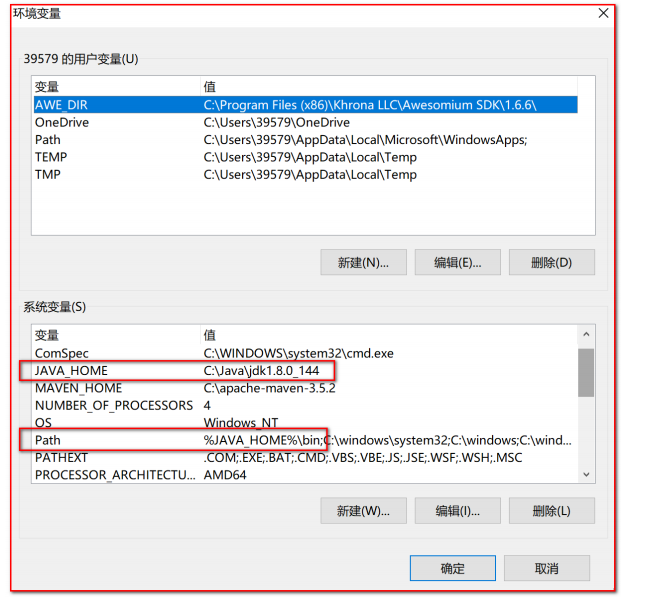 环境变量
39579 的用户变量(U)
变量 值
AWE_DIR C:\Program Files (x86)\Khrona LLC\Awesomium SDK\1.6.6\
OneDrive C:\Users\39579\OneDrive
Path C:\Users\39579\AppData\Local\Microsoft\WindowsApps;
TEMP C:\Users\39579\AppData\Local\Temp
TMP C:\Users\39579\AppData\Local\Temp
新建(N)... 编辑(E)... 删除(D)
系统变量(S)
变量 值
ComSpec C:\WINDOWS\system32\cmd.exe
JAVA_HOME C:\Java\jdk1.8.0_144
MAVEN_HOME C:\apache-maven-3.5.2
NUMBER_OF_PROCESSORS 4
OS Windows_NT
Path %JAVA_HOME%\bin;C:\windows\system32;C:\windows;C:\wind...
PATHEXT .COM;.EXE;.BAT;.CMD;.VBS;.VBE;.JS;.JSE;.WSF;.WSH;.MSC
PROCESSOR_ARCHITECTU... AMD64
新建(W)... 编辑(I)... 删除(L)
确定 取消